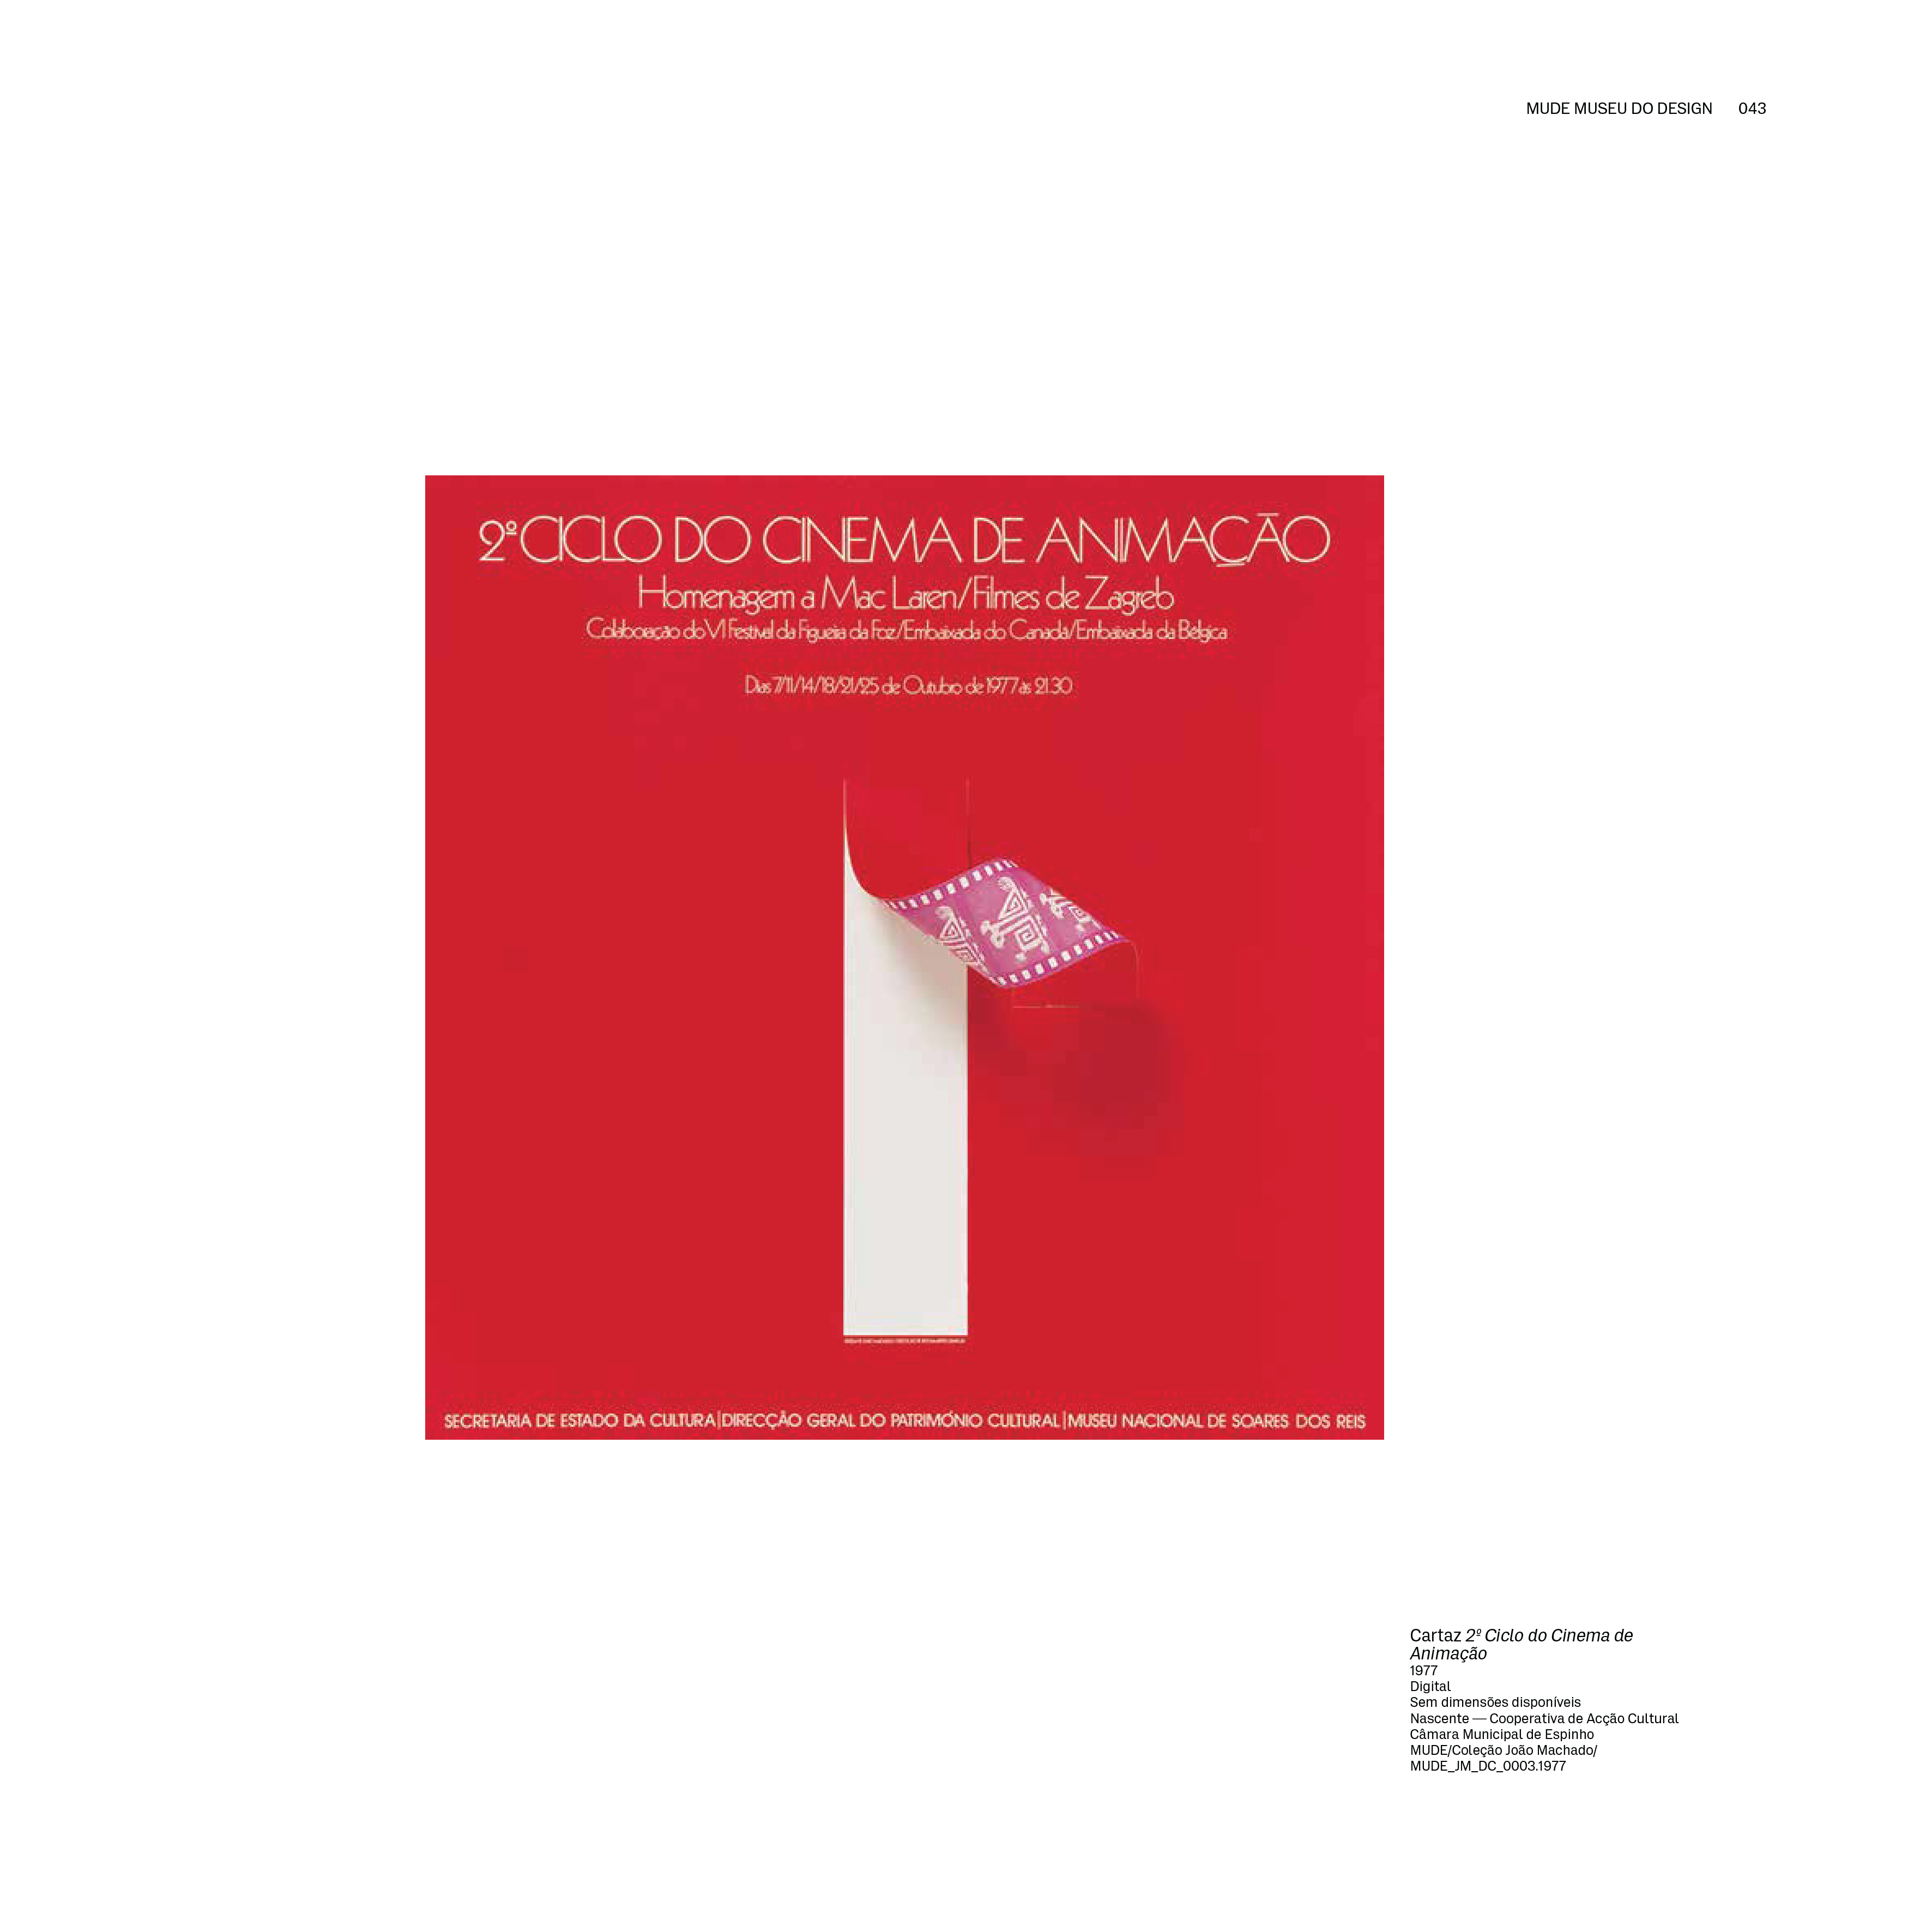 MUDE MUSEU DO DESIGN 043
2º CICLO DO CINEMA DE ANIMAÇÃO
Homenagem a Mac Laren/Filmes de Zagreb
Colaboração do VI Festival da Figueira da Foz/Embaixada do Canadá/Embaixada da Bélgica
Dias 7/11/14/18/21/25 de Outubro de 1977 às 21.30
SECRETARIA DE ESTADO DA CULTURA|DIRECÇÃO GERAL DO PATRIMÓNIO CULTURAL|MUSEU NACIONAL DE SOARES DOS REIS
Cartaz 2º Ciclo do Cinema de
Animação
1977
Digital
Sem dimensões disponíveis
Nascente — Cooperativa de Acção Cultural
Câmara Municipal de Espinho
MUDE/Coleção João Machado/
MUDE_JM_DC_0003.1977